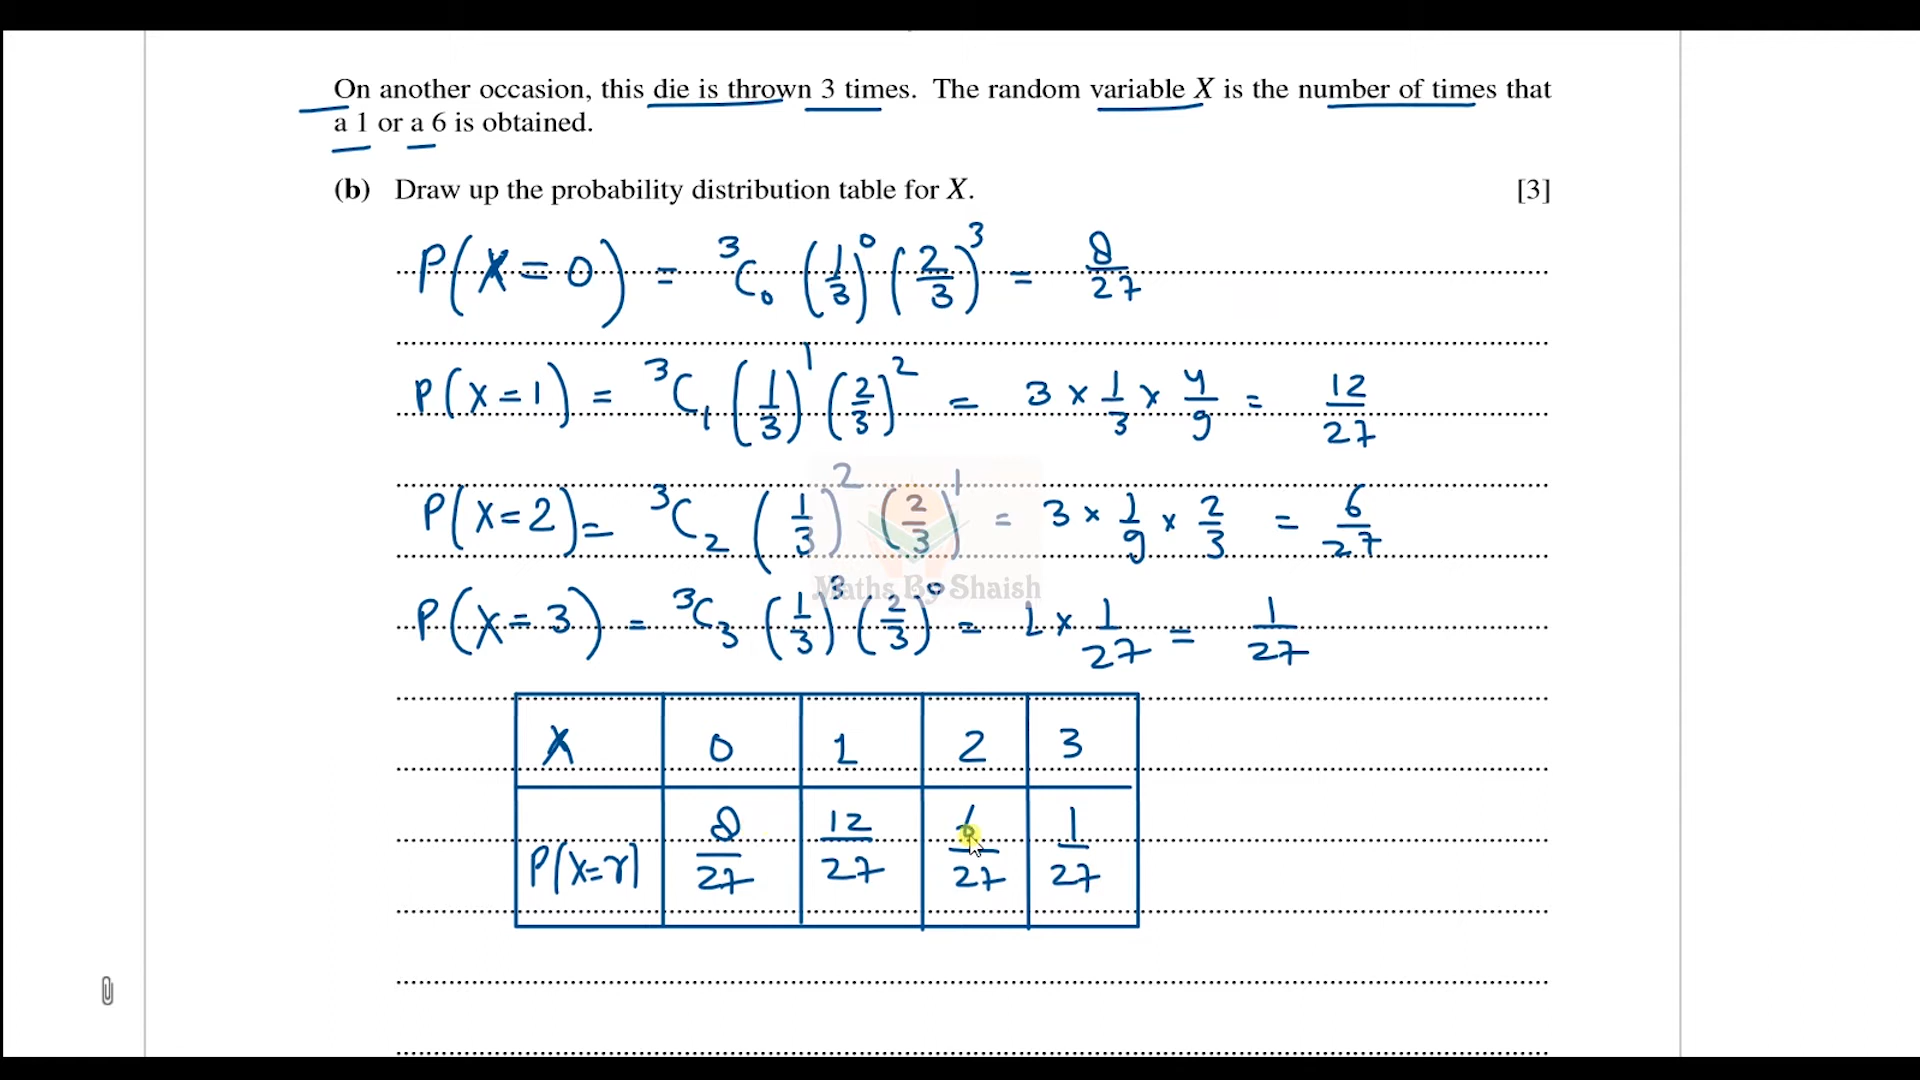 On another occasion, this die is thrown 3 times. The random variable X is the number of times that
a 1 or a 6 is obtained.
(b) Draw up the probability distribution table for X. [3]
P(X=0) = ³C₀ (1/3)⁰ (2/3)³ = 8/27
P(X=1) = ³C₁ (1/3)¹ (2/3)² = 3 × 1/3 × 4/9 = 12/27
P(X=2) = ³C₂ (1/3)² (2/3)¹ = 3 × 1/9 × 2/3 = 6/27
Maths By Shaish
P(X=3) = ³C₃ (1/3)³ (2/3)⁰ = 1 × 1/27 = 1/27
X 0 1 2 3
P(X=r) 8/27 12/27 6/27 1/27